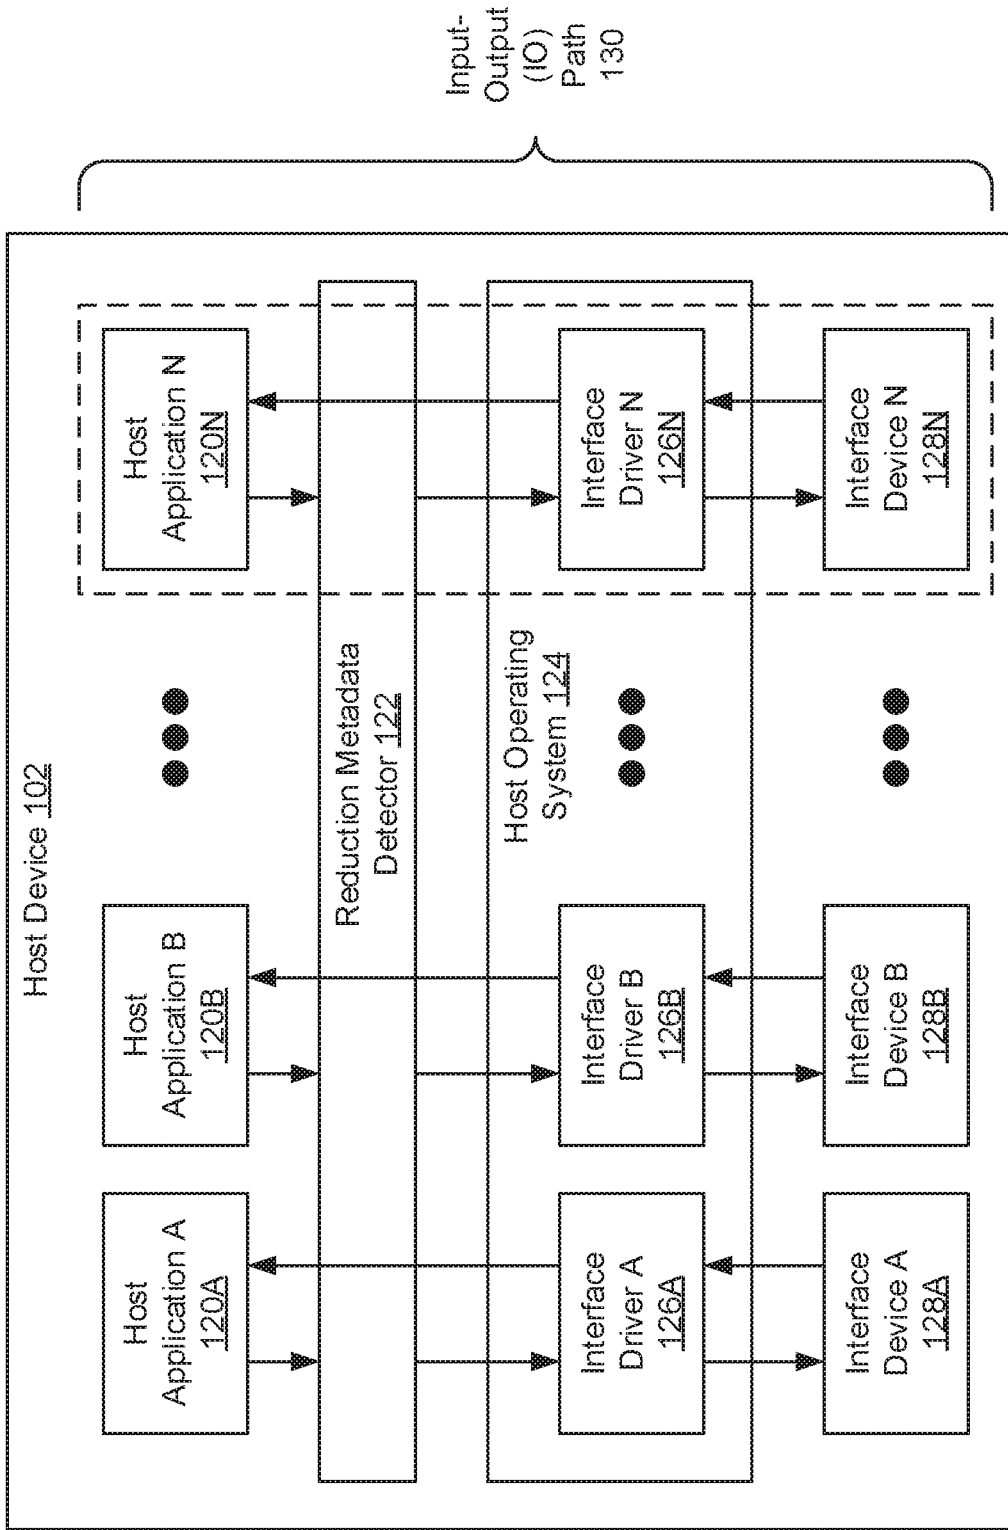 Host Device 102
Host
Application A
120A
Host
Application B
120B
Host
Application N
120N
Reduction Metadata
Detector 122
Host Operating
System 124
Interface
Driver A
126A
Interface
Driver B
126B
Interface
Driver N
126N
Interface
Device A
128A
Interface
Device B
128B
Interface
Device N
128N
Input-
Output
(IO)
Path
130